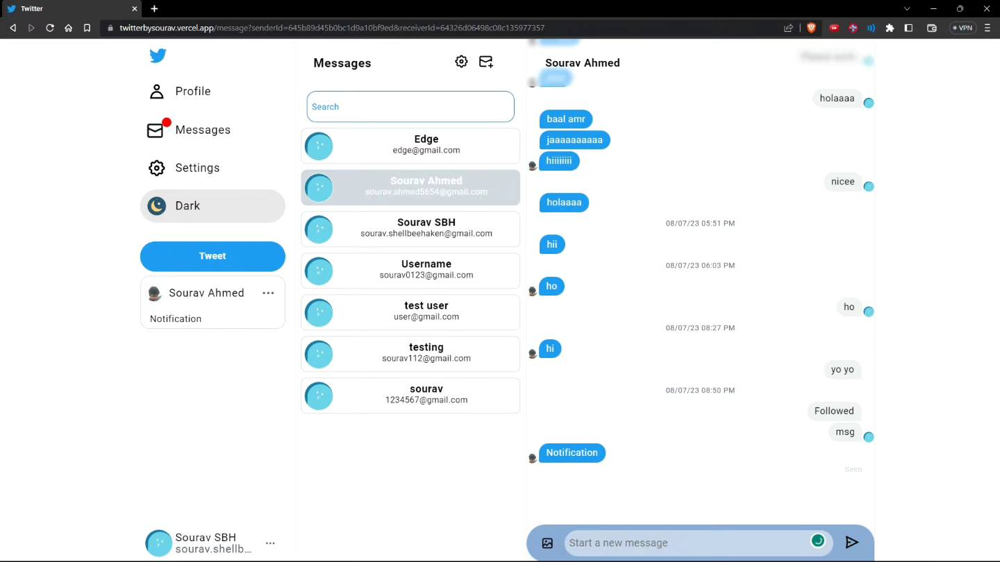 Twitter
twitterbysourav.vercel.app/message?senderId=645b89d45b0bc1d9a10bf9ed&receiverId=64326d06498c08c135977357
VPN
Profile
Messages
Settings
Dark
Tweet
Sourav Ahmed
Notification
Sourav SBH
sourav.shellb...
Messages
Search
Edge
edge@gmail.com
Sourav Ahmed
sourav.ahmed5654@gmail.com
Sourav SBH
sourav.shellbeehaken@gmail.com
Username
sourav0123@gmail.com
test user
user@gmail.com
testing
sourav112@gmail.com
sourav
1234567@gmail.com
Sourav Ahmed
holaaaa
baal amr
jaaaaaaaaaa
hiiiiiiii
nicee
holaaaa
08/07/23 05:51 PM
hii
08/07/23 06:03 PM
ho
ho
08/07/23 08:27 PM
hi
yo yo
08/07/23 08:50 PM
Followed
msg
Notification
Seen
Start a new message